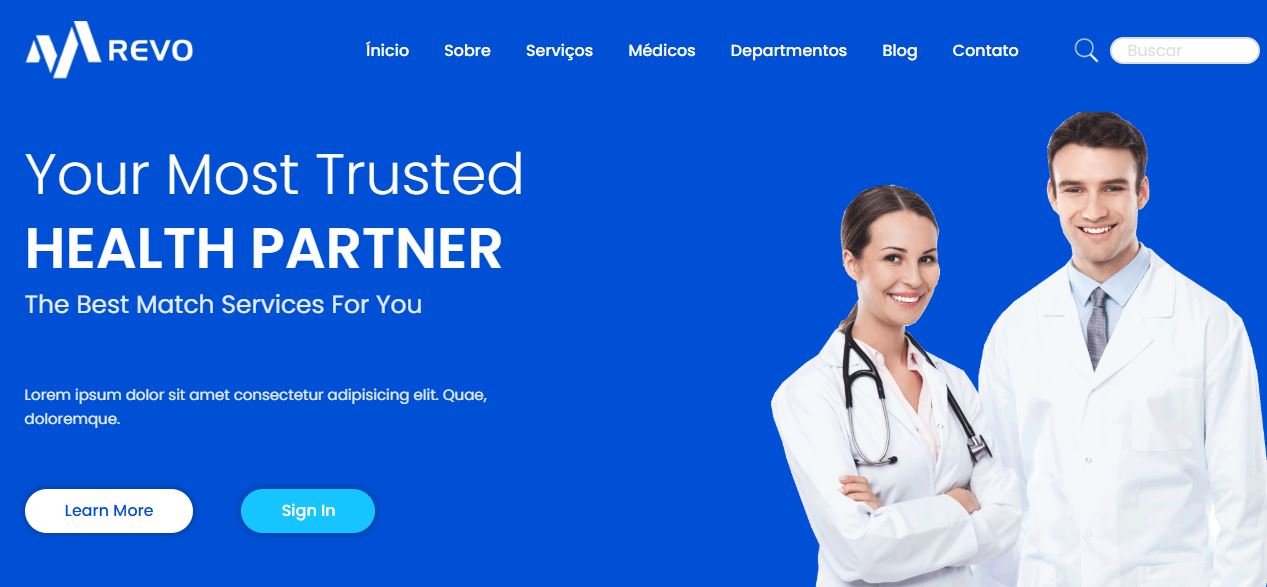 REVO
Ínicio Sobre Serviços Médicos Departmentos Blog Contato Buscar
Your Most Trusted
HEALTH PARTNER
The Best Match Services For You
Lorem ipsum dolor sit amet consectetur adipisicing elit. Quae,
doloremque.
Learn More Sign In